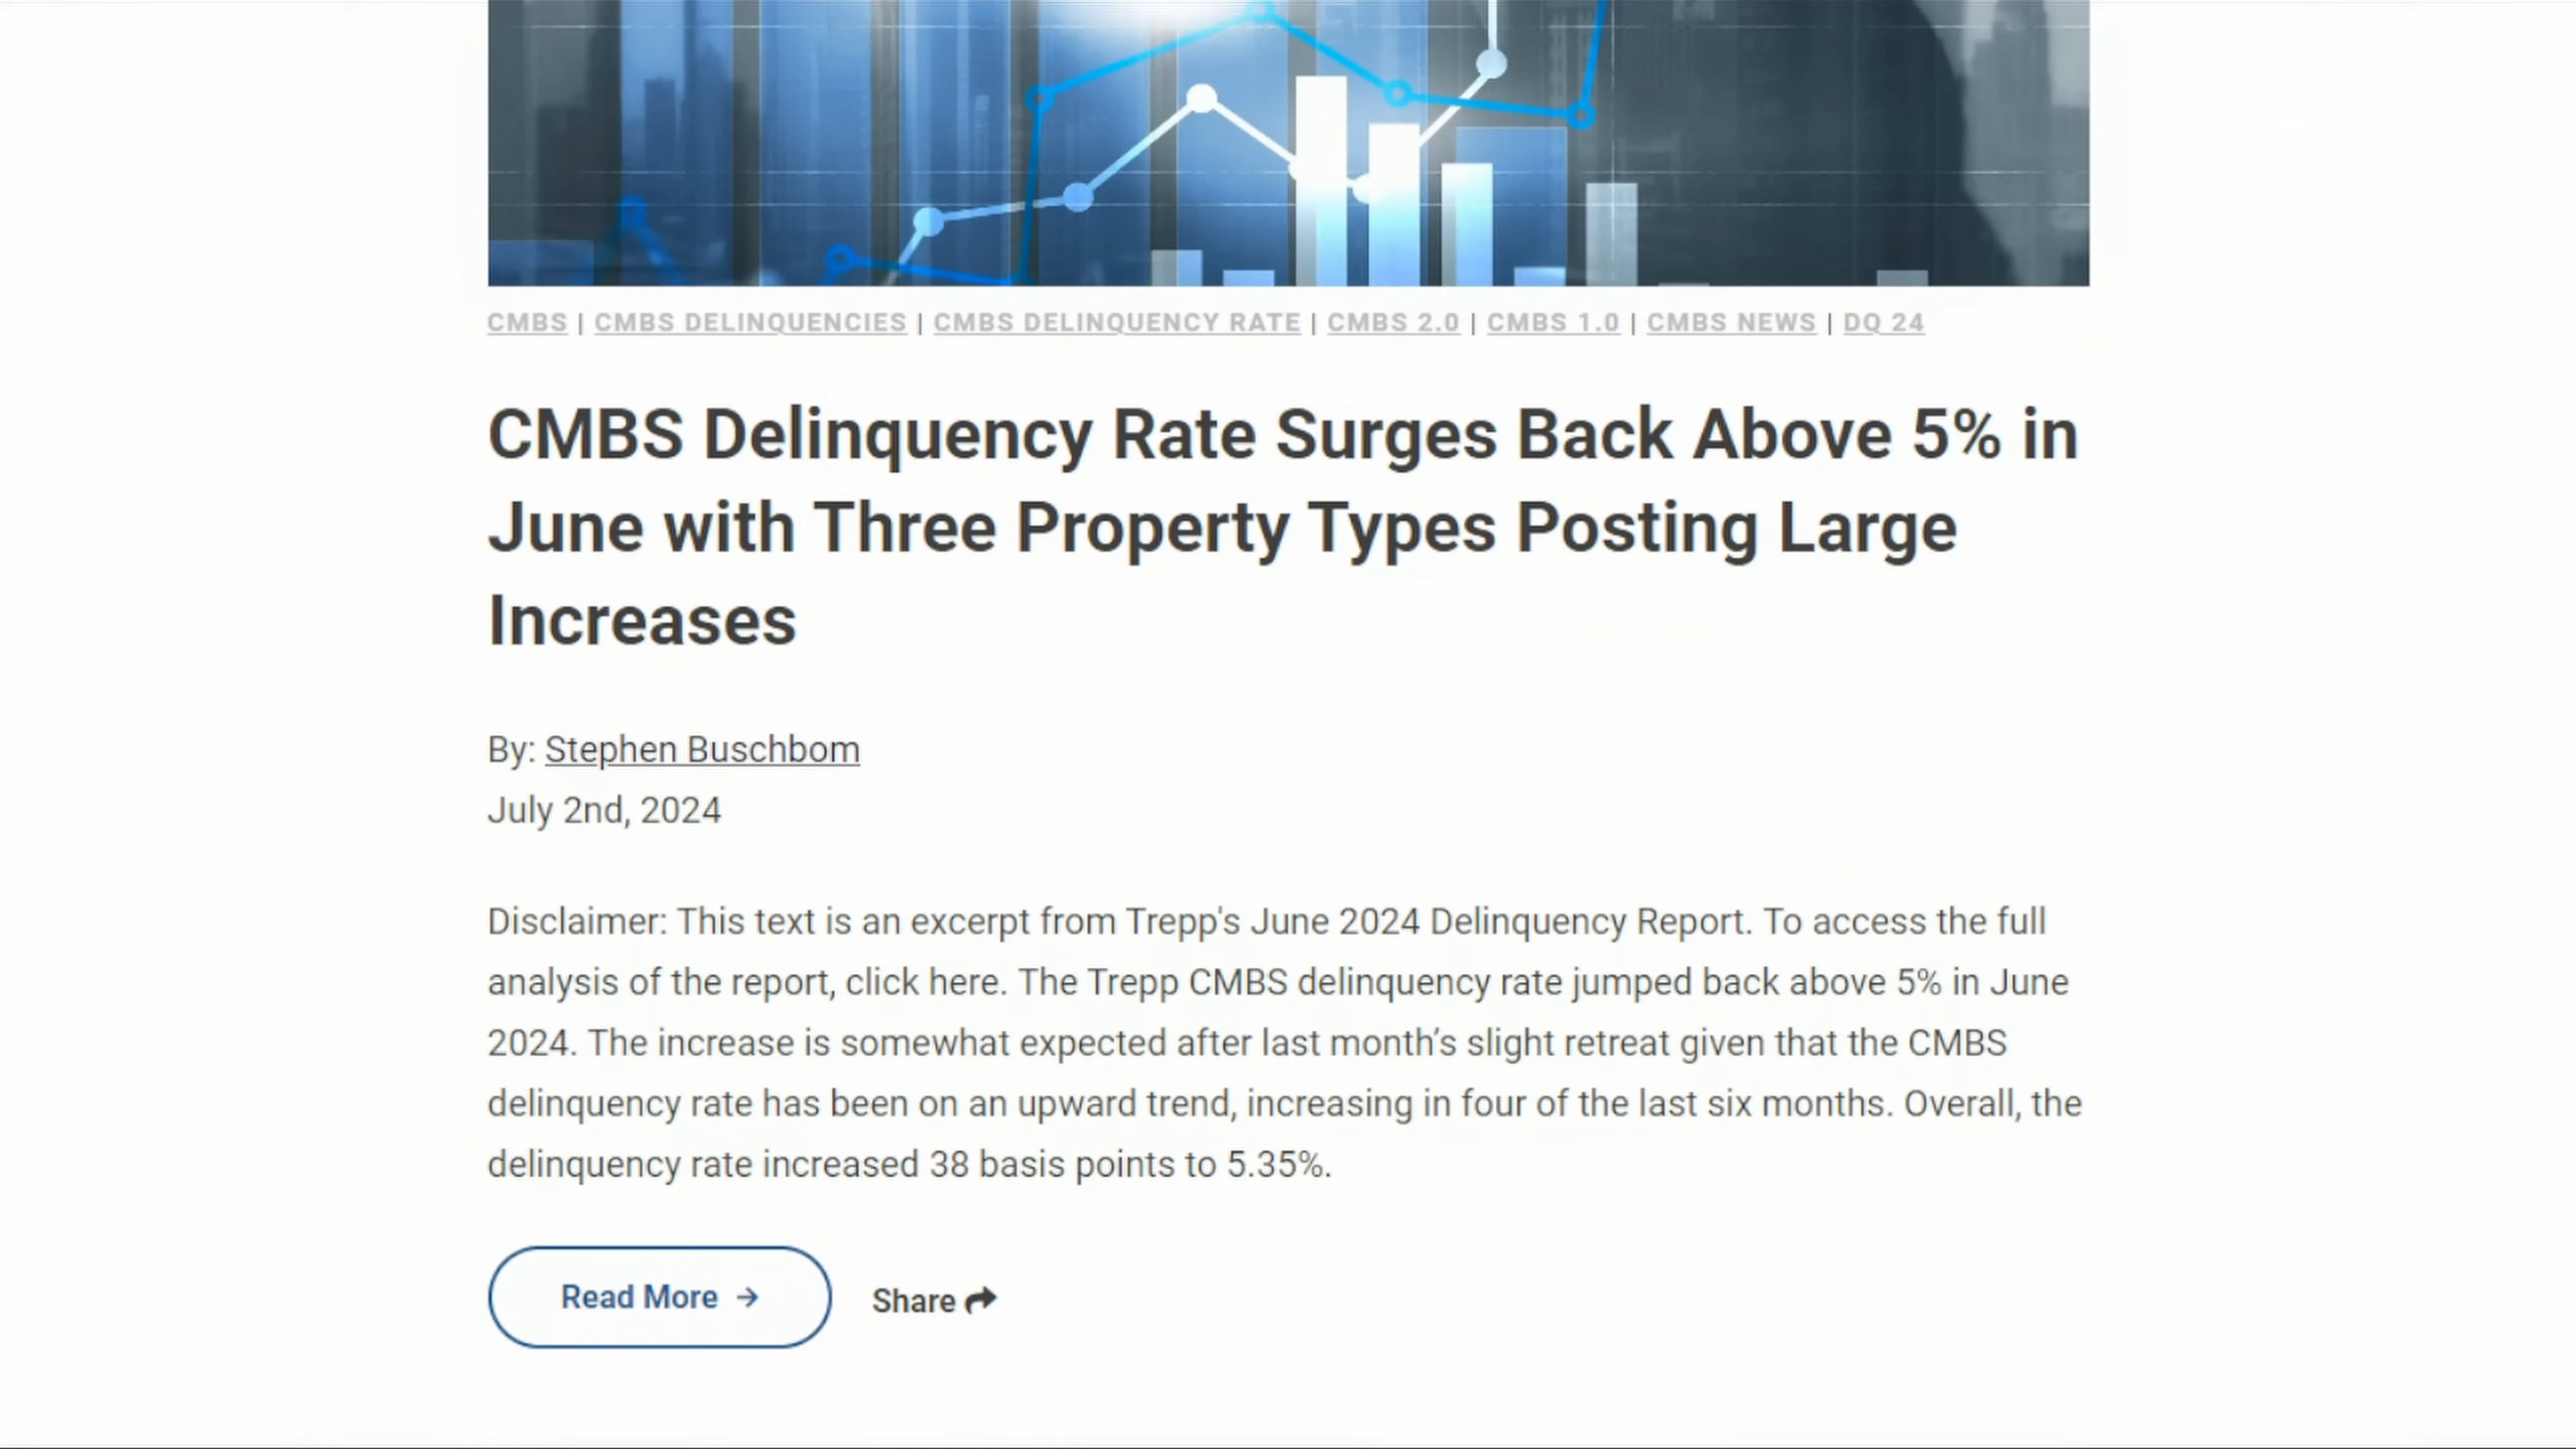 CMBS | CMBS DELINQUENCIES | CMBS DELINQUENCY RATE | CMBS 2.0 | CMBS 1.0 | CMBS NEWS | DQ 24
CMBS Delinquency Rate Surges Back Above 5% in
June with Three Property Types Posting Large
Increases
By: Stephen Buschbom
July 2nd, 2024
Disclaimer: This text is an excerpt from Trepp's June 2024 Delinquency Report. To access the full
analysis of the report, click here. The Trepp CMBS delinquency rate jumped back above 5% in June
2024. The increase is somewhat expected after last month’s slight retreat given that the CMBS
delinquency rate has been on an upward trend, increasing in four of the last six months. Overall, the
delinquency rate increased 38 basis points to 5.35%.
Read More →
Share